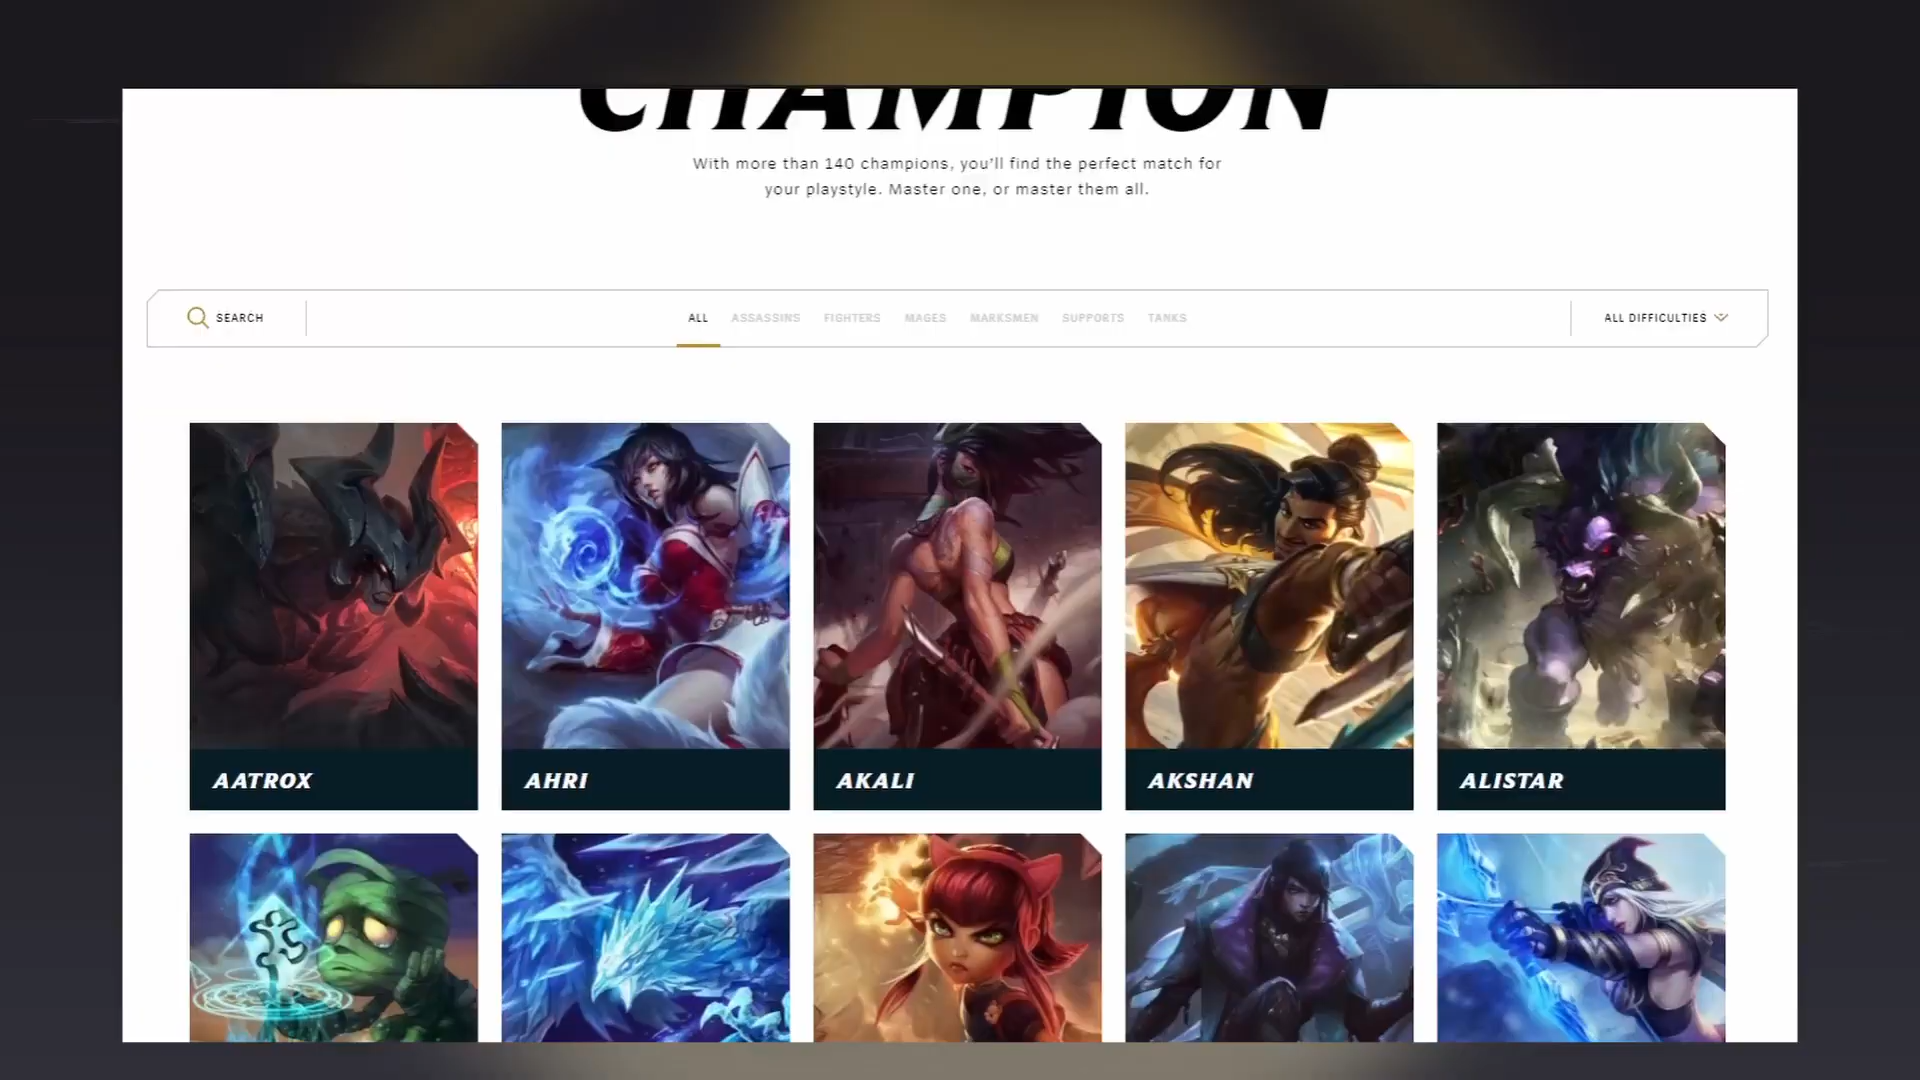 CHAMPION
With more than 140 champions, you'll find the perfect match for
your playstyle. Master one, or master them all.
SEARCH
ALL ASSASSINS FIGHTERS MAGES MARKSMEN SUPPORTS TANKS
ALL DIFFICULTIES
AATROX
AHRI
AKALI
AKSHAN
ALISTAR